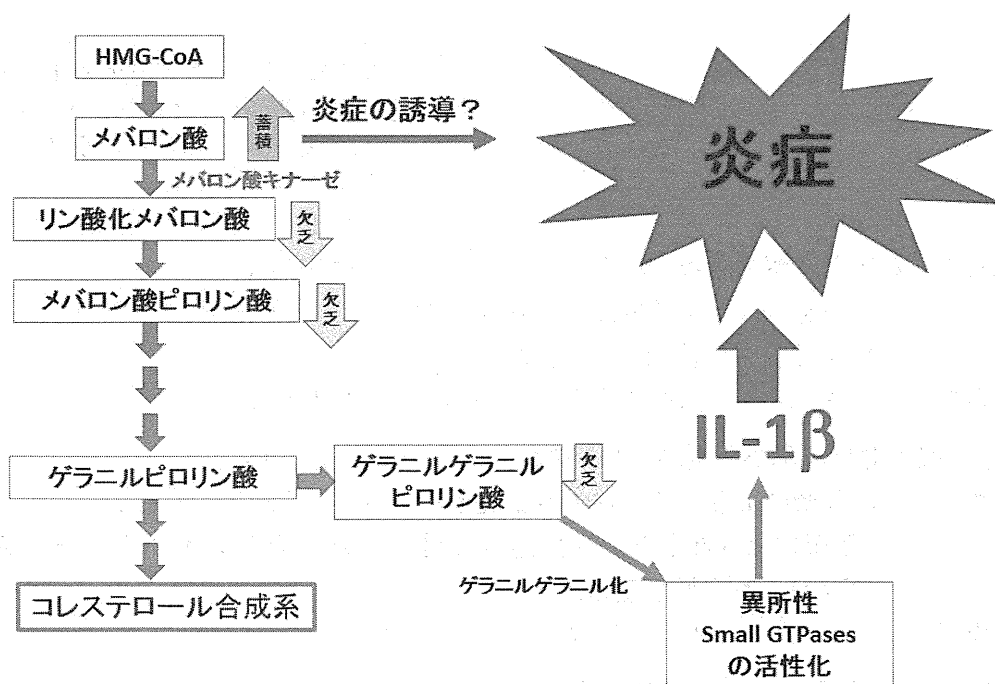 HMG-CoA
メバロン酸
蓄積
炎症の誘導？
炎症
メバロン酸キナーゼ
リン酸化メバロン酸
欠乏
メバロン酸ピロリン酸
欠乏
IL-1β
ゲラニルピロリン酸
ゲラニルゲラニル
ピロリン酸
欠乏
ゲラニルゲラニル化
コレステロール合成系
異所性
Small GTPases
の活性化